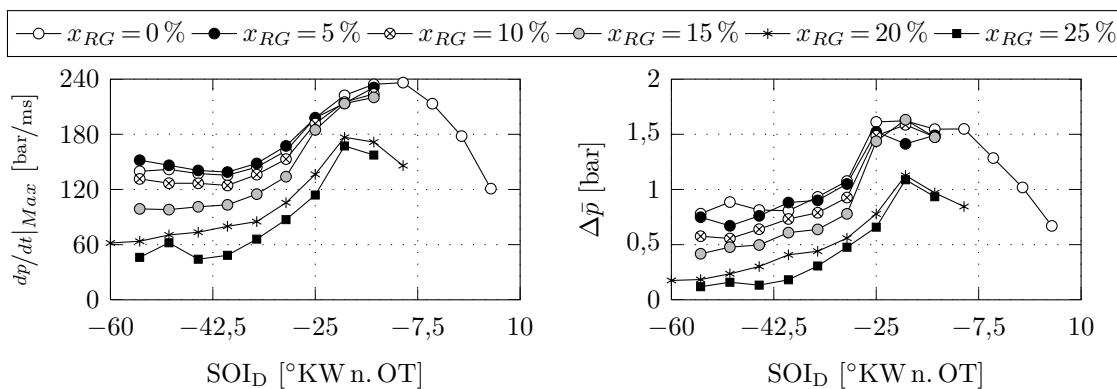 x_RG = 0 % x_RG = 5 % x_RG = 10 % x_RG = 15 % x_RG = 20 % x_RG = 25 %
240
180
120
60
0
−60 −42,5 −25 −7,5 10
dp/dt|_Max [bar/ms]
SOI_D [°KW n. OT]
2
1,5
1
0,5
0
−60 −42,5 −25 −7,5 10
Δp̄ [bar]
SOI_D [°KW n. OT]